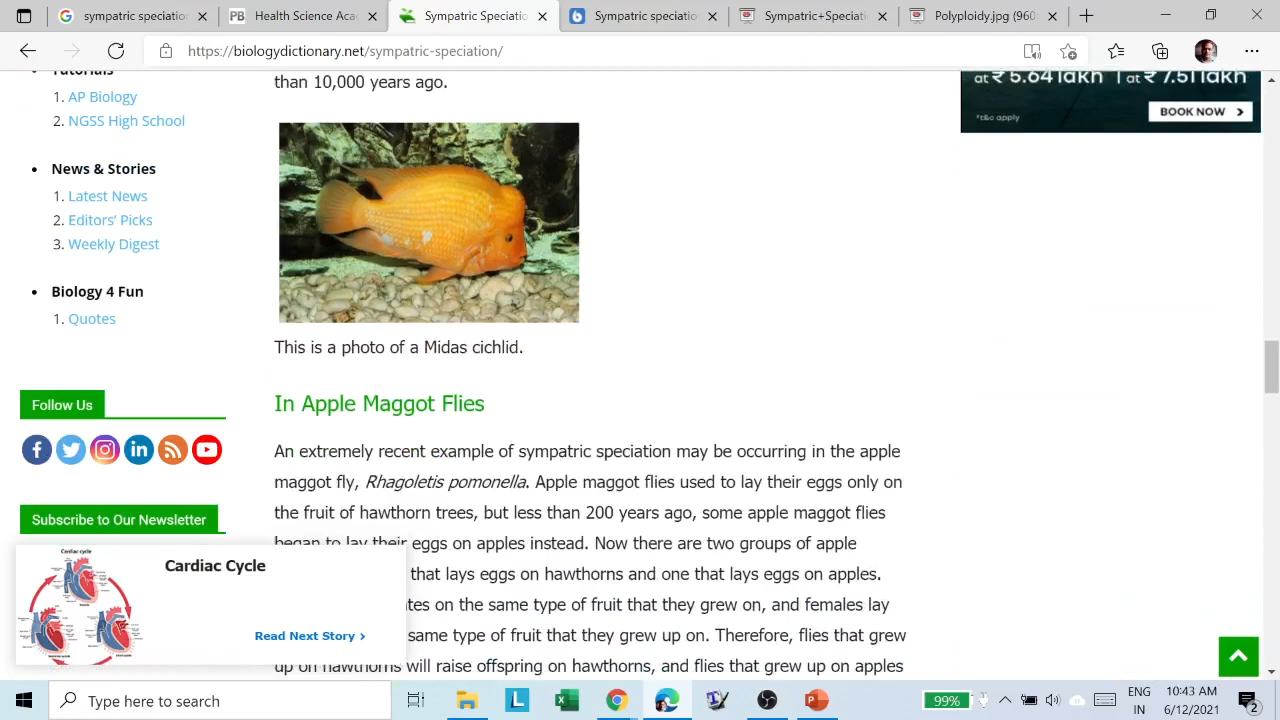 Sympatric S
Sympatric Speciati
Sympatric Speciati
Polyploidy.jpg (960
https://biologydictionary.net/sympatric-speciation/
Tutorials
1. AP Biology
2. NGSS High School
News & Stories
1. Latest News
2. Editors' Picks
3. Weekly Digest
Biology 4 Fun
1. Quotes
Follow Us
Subscribe to Our Newsletter
Cardiac cycle
Cardiac Cycle
Read Next Story ›
than 10,000 years ago.
This is a photo of a Midas cichlid.
In Apple Maggot Flies
An extremely recent example of sympatric speciation may be occurring in the apple
maggot fly, Rhagoletis pomonella. Apple maggot flies used to lay their eggs only on
the fruit of hawthorn trees, but less than 200 years ago, some apple maggot flies
began to lay their eggs on apples instead. Now there are two groups of apple
that lays eggs on hawthorns and one that lays eggs on apples.
tes on the same type of fruit that they grew on, and females lay
same type of fruit that they grew up on. Therefore, flies that grew
up on hawthorns will raise offspring on hawthorns, and flies that grew up on apples
at ₹ 5.64 lakh | at ₹ 7.51 lakh
BOOK NOW
*t&c apply
Type here to search
99%
ENG
IN
10:43 AM
6/12/2021
2